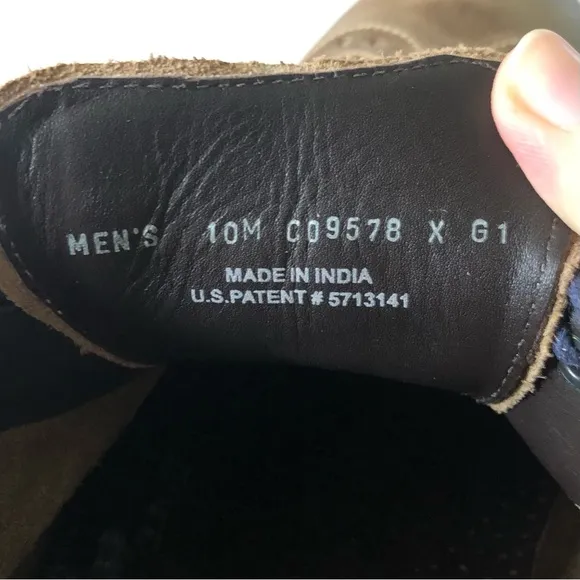 MEN'S 10M C09578 X G1
MADE IN INDIA
U.S.PATENT # 5713141